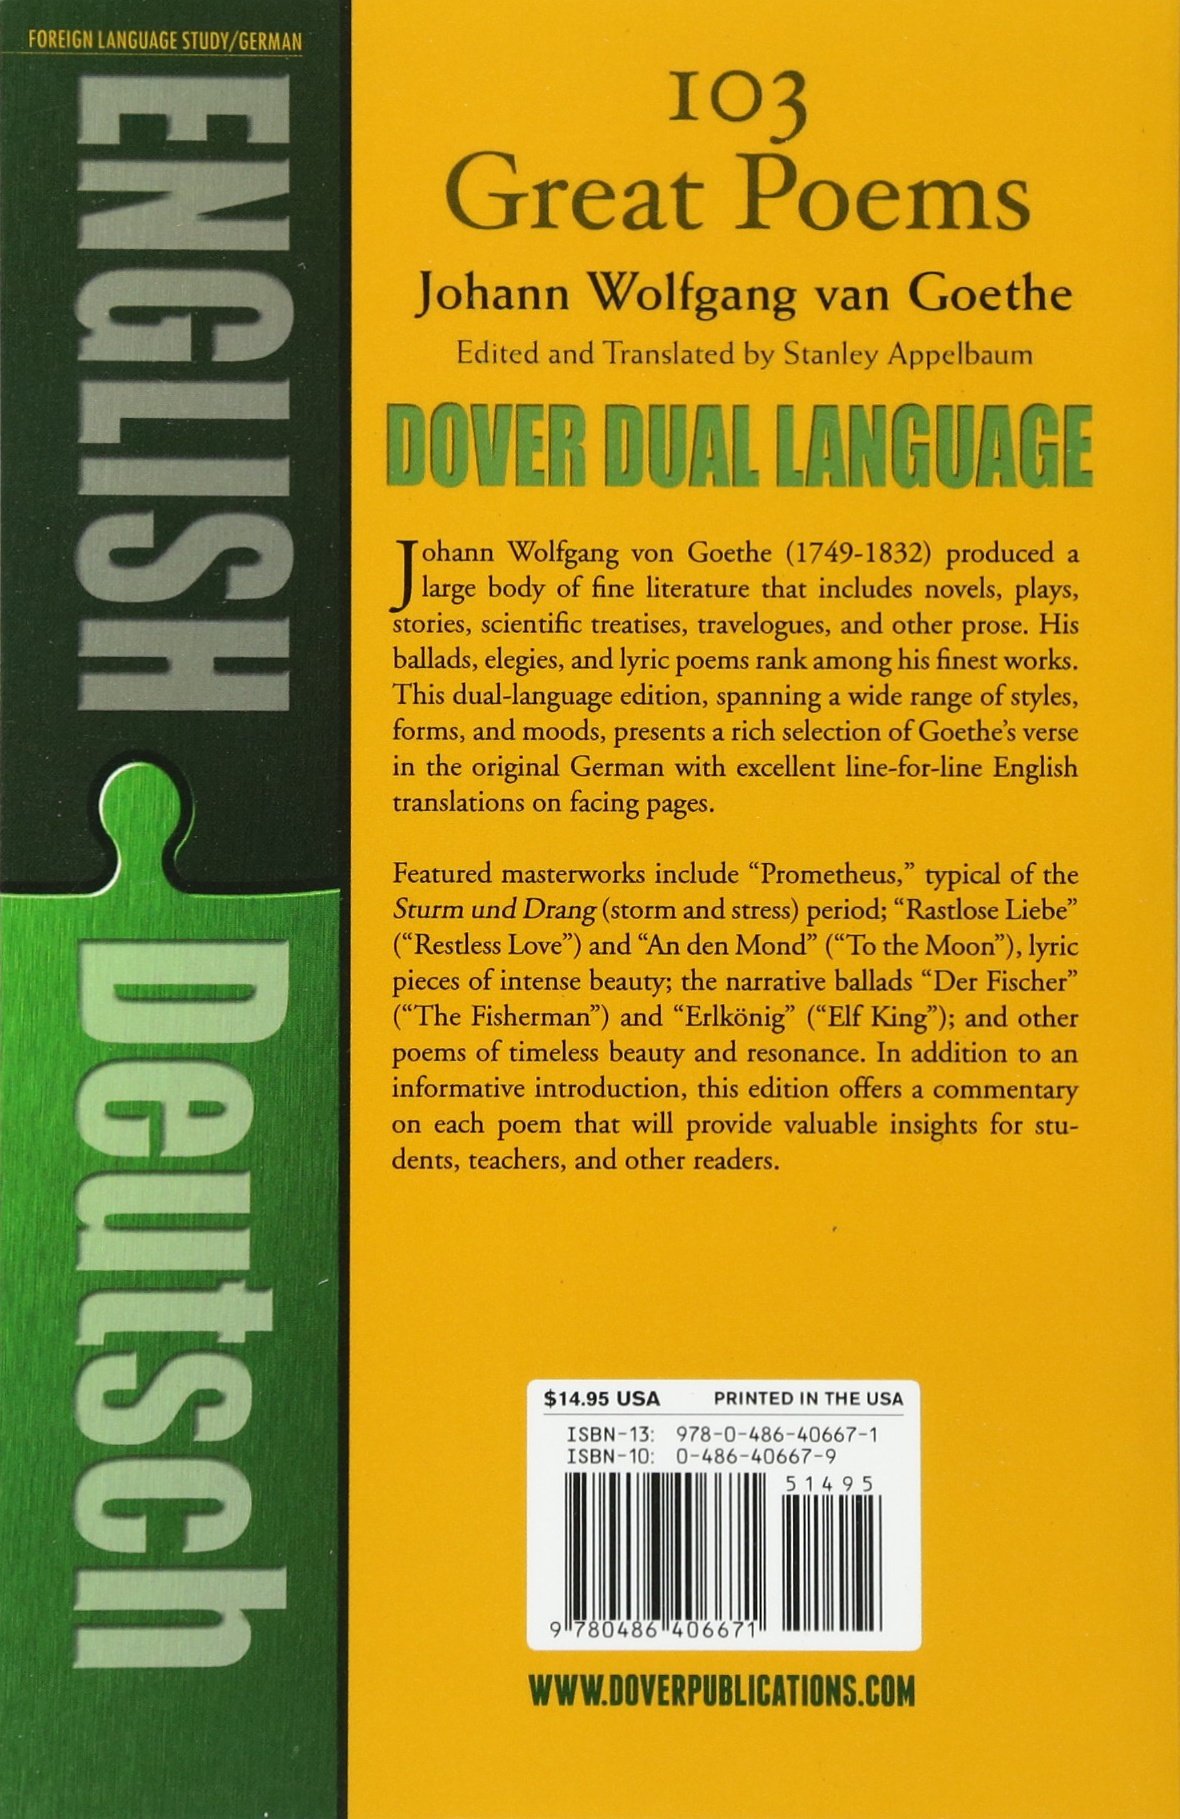 FOREIGN LANGUAGE STUDY/GERMAN
ENGLISH
Deutsch
103
Great Poems
Johann Wolfgang van Goethe
Edited and Translated by Stanley Appelbaum
DOVER DUAL LANGUAGE
Johann Wolfgang von Goethe (1749-1832) produced a
large body of fine literature that includes novels, plays,
stories, scientific treatises, travelogues, and other prose. His
ballads, elegies, and lyric poems rank among his finest works.
This dual-language edition, spanning a wide range of styles,
forms, and moods, presents a rich selection of Goethe’s verse
in the original German with excellent line-for-line English
translations on facing pages.
Featured masterworks include “Prometheus,” typical of the
Sturm und Drang (storm and stress) period; “Rastlose Liebe”
(“Restless Love”) and “An den Mond” (“To the Moon”), lyric
pieces of intense beauty; the narrative ballads “Der Fischer”
(“The Fisherman”) and “Erlkönig” (“Elf King”); and other
poems of timeless beauty and resonance. In addition to an
informative introduction, this edition offers a commentary
on each poem that will provide valuable insights for stu-
dents, teachers, and other readers.
$14.95 USA PRINTED IN THE USA
ISBN-13: 978-0-486-40667-1
ISBN-10: 0-486-40667-9
51495
9 780486 406671
WWW.DOVERPUBLICATIONS.COM